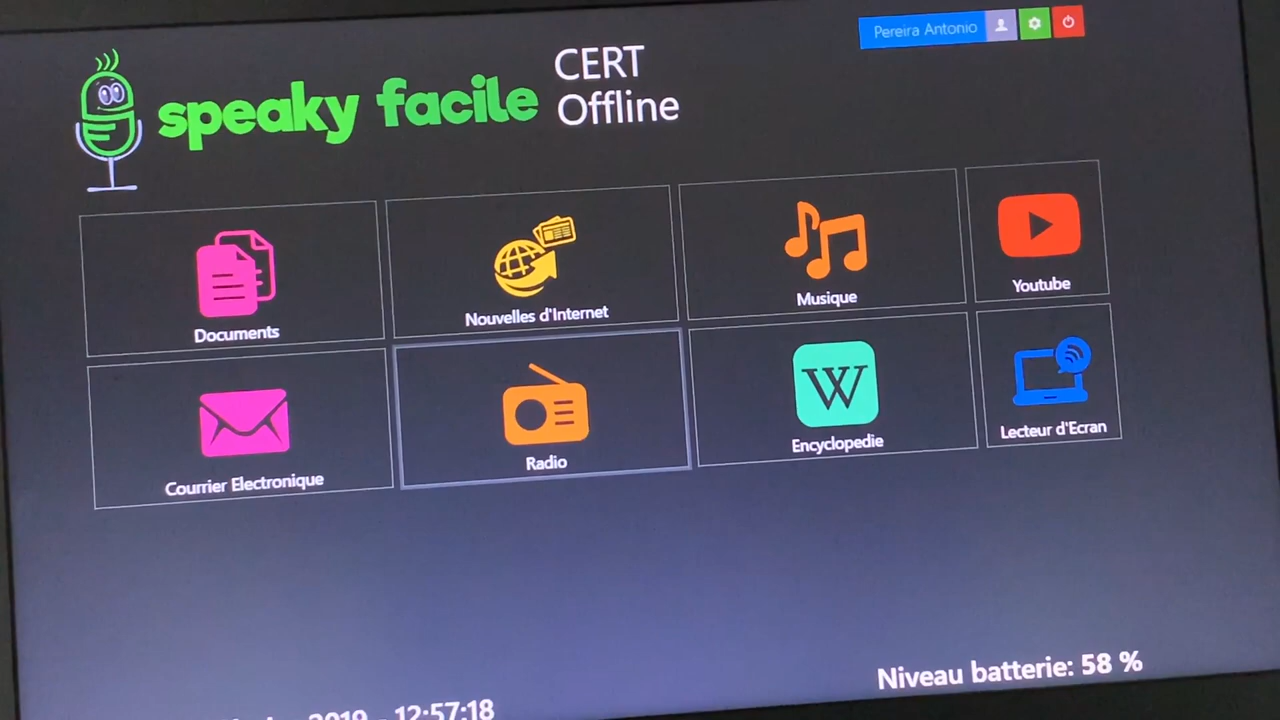 Pereira Antonio
speaky facile
CERT
Offline
Documents
Nouvelles d'Internet
Musique
Youtube
Courrier Electronique
Radio
W
Encyclopedie
Lecteur d'Ecran
Niveau batterie: 58 %
2019 - 12:57:18